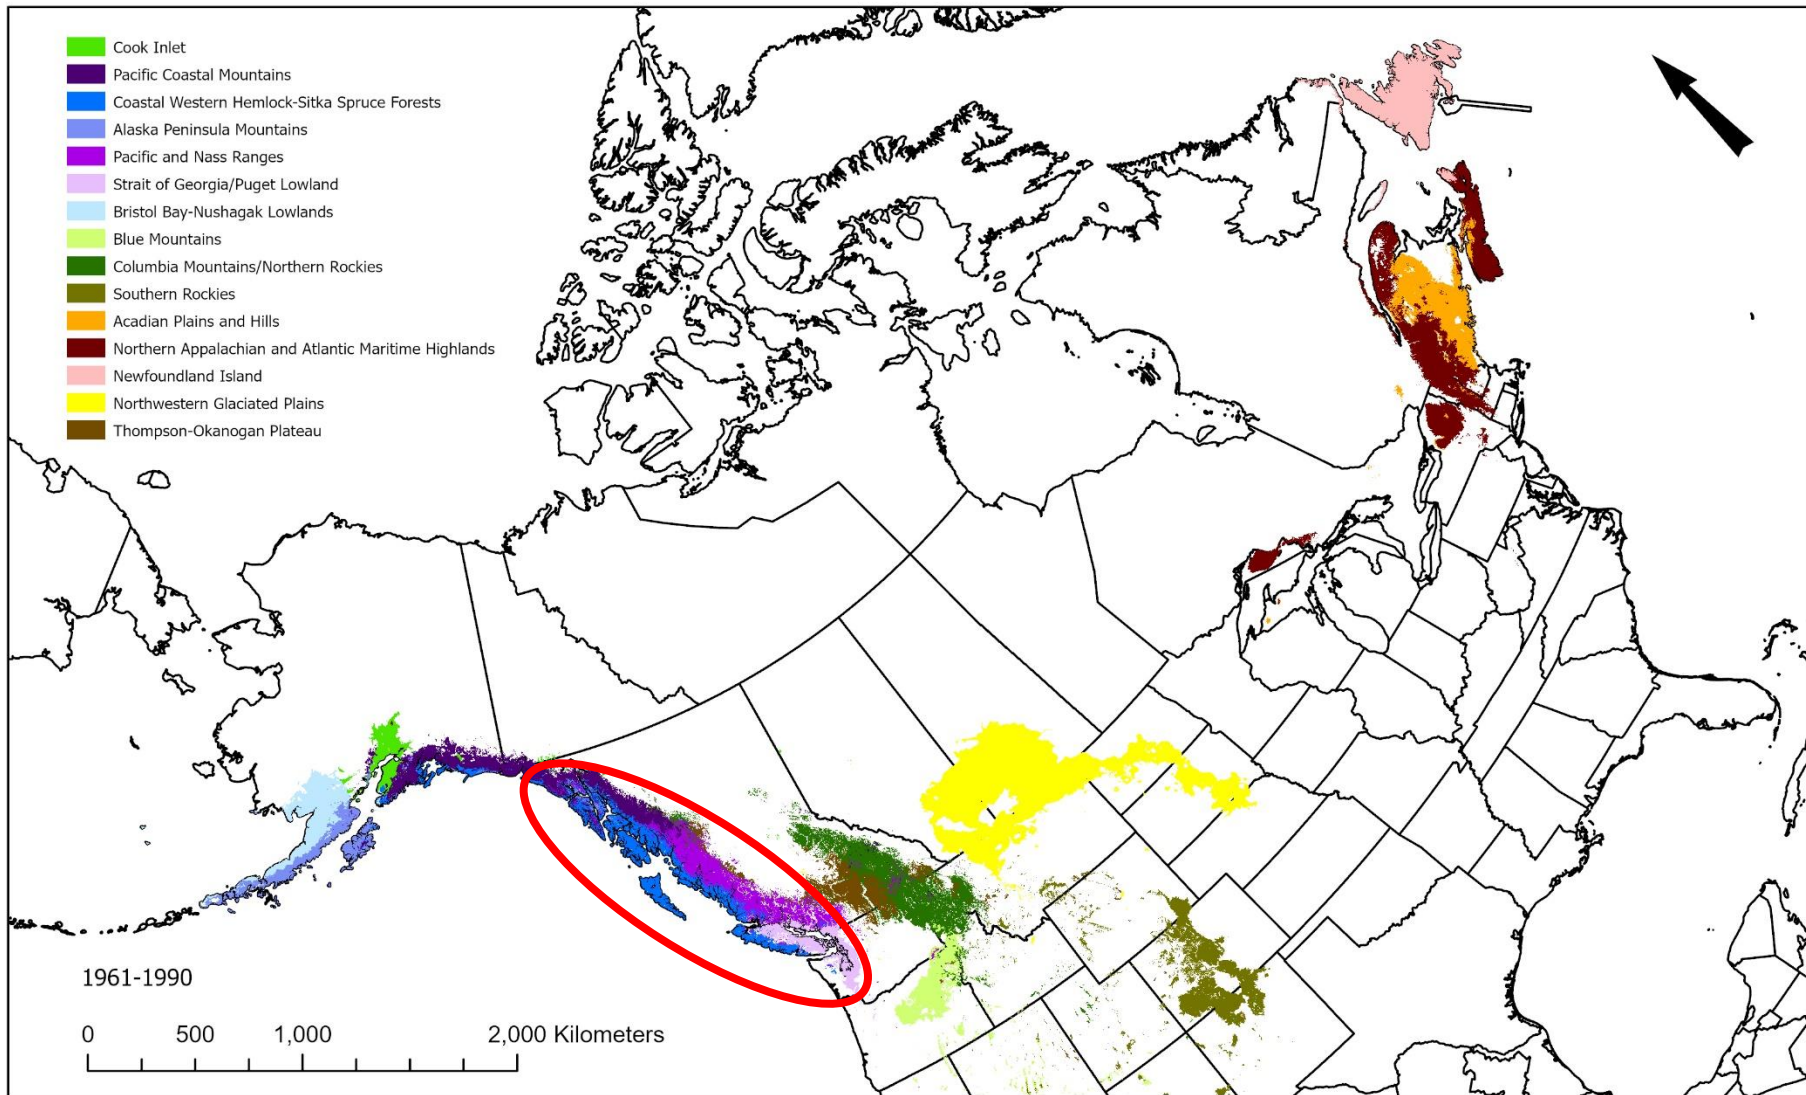 Cook Inlet
Pacific Coastal Mountains
Coastal Western Hemlock-Sitka Spruce Forests
Alaska Peninsula Mountains
Pacific and Nass Ranges
Strait of Georgia/Puget Lowland
Bristol Bay-Nushagak Lowlands
Blue Mountains
Columbia Mountains/Northern Rockies
Southern Rockies
Acadian Plains and Hills
Northern Appalachian and Atlantic Maritime Highlands
Newfoundland Island
Northwestern Glaciated Plains
Thompson-Okanogan Plateau
1961-1990
0 500 1,000 2,000 Kilometers